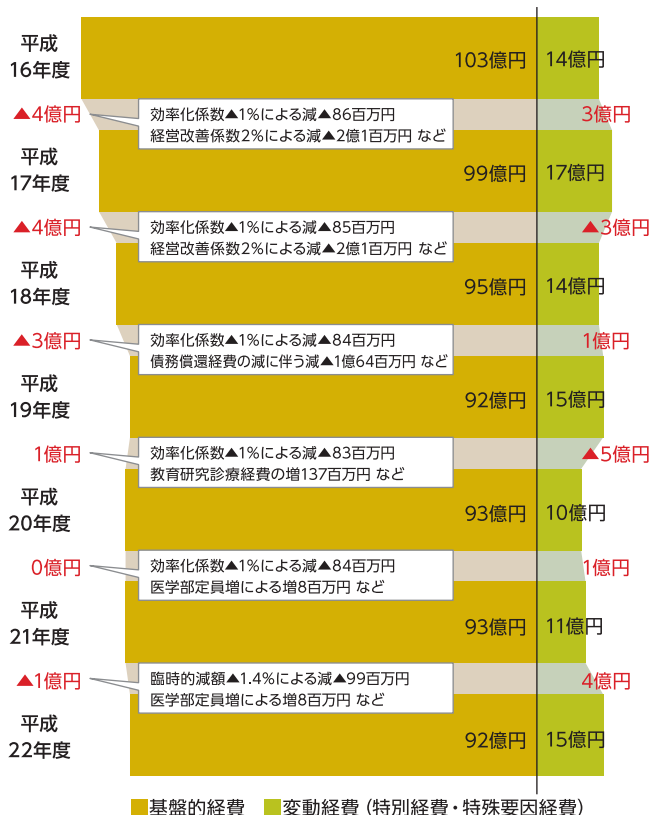 平成
16年度
103億円
14億円
▲4億円
効率化係数▲1%による減▲86百万円
経営改善係数2%による減▲2億1百万円 など
3億円
平成
17年度
99億円
17億円
▲4億円
効率化係数▲1%による減▲85百万円
経営改善係数2%による減▲2億1百万円 など
▲3億円
平成
18年度
95億円
14億円
▲3億円
効率化係数▲1%による減▲84百万円
債務償還経費の減に伴う減▲1億64百万円 など
1億円
平成
19年度
92億円
15億円
1億円
効率化係数▲1%による減▲83百万円
教育研究診療経費の増137百万円 など
▲5億円
平成
20年度
93億円
10億円
0億円
効率化係数▲1%による減▲84百万円
医学部定員増による増8百万円 など
1億円
平成
21年度
93億円
11億円
▲1億円
臨時的減額▲1.4%による減▲99百万円
医学部定員増による増8百万円 など
4億円
平成
22年度
92億円
15億円
基盤的経費
変動経費(特別経費・特殊要因経費)